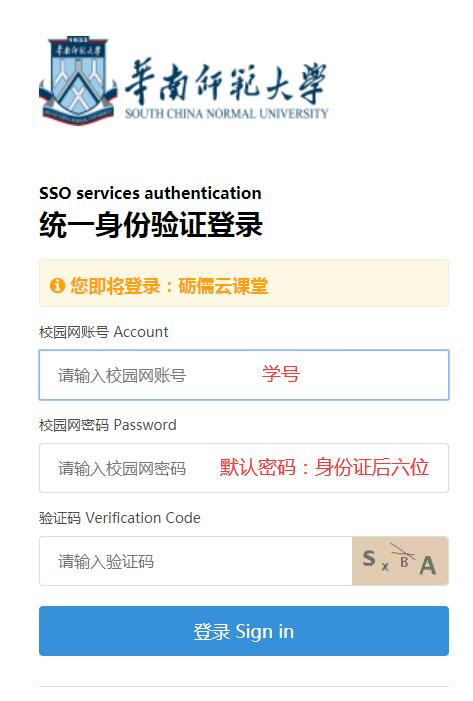 1933
華南師範大學
SOUTH CHINA NORMAL UNIVERSITY
SSO services authentication
统一身份验证登录
您即将登录：砺儒云课堂
校园网账号 Account
请输入校园网账号 学号
校园网密码 Password
请输入校园网密码 默认密码：身份证后六位
验证码 Verification Code
请输入验证码 S x B A
登录 Sign in